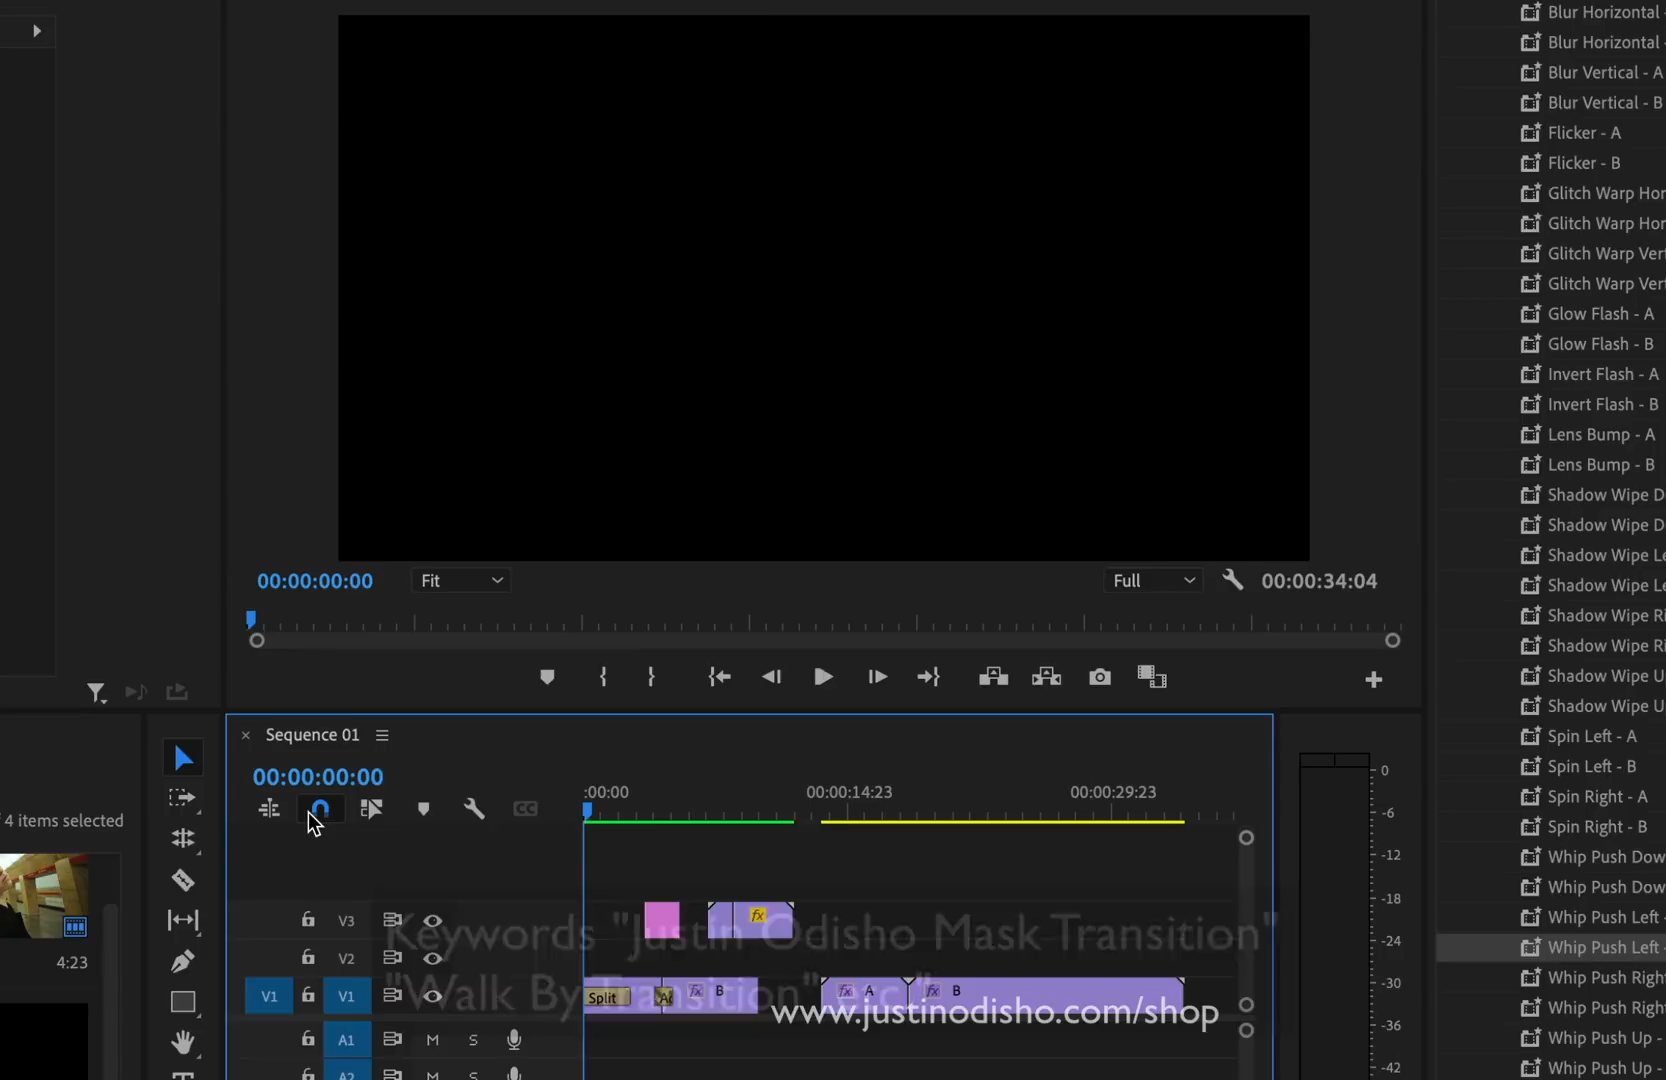 Blur Horizontal -
Blur Horizontal -
Blur Vertical - A
Blur Vertical - B
Flicker - A
Flicker - B
Glitch Warp Hor
Glitch Warp Hor
Glitch Warp Vert
Glitch Warp Vert
Glow Flash - A
Glow Flash - B
Invert Flash - A
Invert Flash - B
Lens Bump - A
Lens Bump - B
Shadow Wipe D
Shadow Wipe D
Shadow Wipe Le
Shadow Wipe Le
Shadow Wipe Ri
Shadow Wipe Ri
Shadow Wipe U
Shadow Wipe U
Spin Left - A
Spin Left - B
Spin Right - A
Spin Right - B
Whip Push Dow
Whip Push Dow
Whip Push Left -
Whip Push Left -
Whip Push Right
Whip Push Right
Whip Push Up -
Whip Push Up -
00:00:00:00 Fit Full 00:00:34:04
× Sequence 01
00:00:00:00
:00:00 00:00:14:23 00:00:29:23
CC
4 items selected
4:23
V3 fx
V2
V1 V1 Split fx B fx A fx B
A1 M S
A2 M S
Keywords "Justin Odisho Mask Transition"
"Walk By Transition" etc."
www.justinodisho.com/shop
0
-6
-12
-18
-24
-30
-36
-42